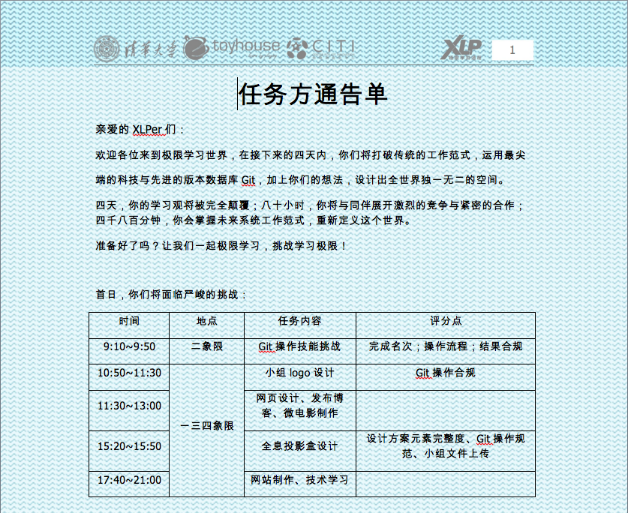 清华大学 toyhouse CITI XLP 1
任务方通告单
亲爱的 XLPer 们：
欢迎各位来到极限学习世界，在接下来的四天内，你们将打破传统的工作范式，运用最尖
端的科技与先进的版本数据库 Git，加上你们的想法，设计出全世界独一无二的空间。
四天，你的学习观将被完全颠覆；八十小时，你将与同伴展开激烈的竞争与紧密的合作；
四千八百分钟，你会掌握未来系统工作范式，重新定义这个世界。
准备好了吗？让我们一起极限学习，挑战学习极限！
首日，你们将面临严峻的挑战：
时间 地点 任务内容 评分点
9:10~9:50 二象限 Git 操作技能挑战 完成名次；操作流程；结果合规
10:50~11:30 小组 logo 设计 Git 操作合规
11:30~13:00 网页设计、发布博
客、微电影制作
一三四象限
15:20~15:50 全息投影盒设计 设计方案元素完整度、Git 操作规
范、小组文件上传
17:40~21:00 网站制作、技术学习